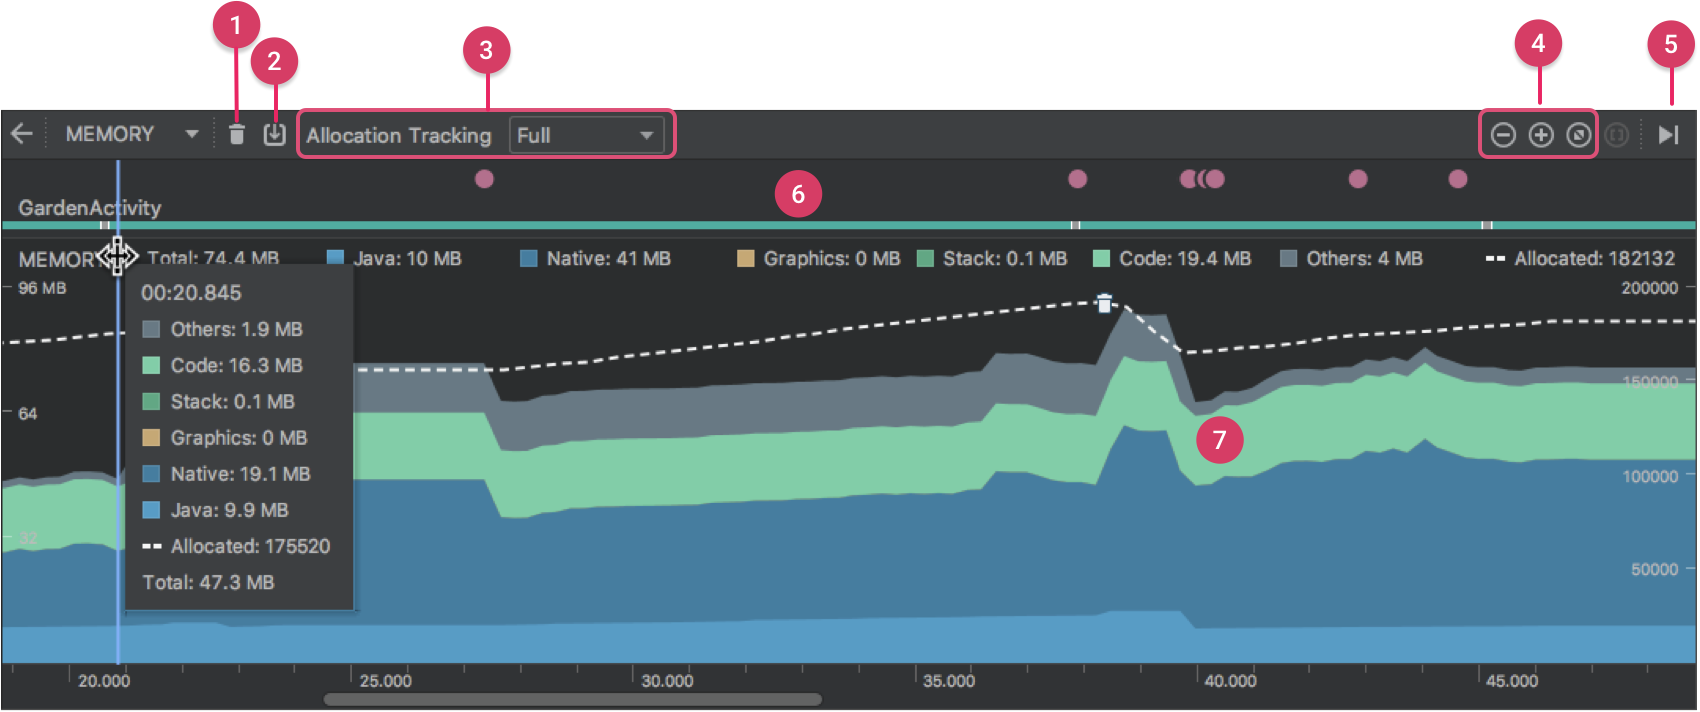 1
2
3
4
5
MEMORY
Allocation Tracking Full
6
GardenActivity
MEMORY Total: 74.4 MB Java: 10 MB Native: 41 MB Graphics: 0 MB Stack: 0.1 MB Code: 19.4 MB Others: 4 MB Allocated: 182132
96 MB
200000
00:20.845
Others: 1.9 MB
Code: 16.3 MB
Stack: 0.1 MB
Graphics: 0 MB
Native: 19.1 MB
Java: 9.9 MB
Allocated: 175520
Total: 47.3 MB
150000
64
7
100000
32
50000
20.000 25.000 30.000 35.000 40.000 45.000